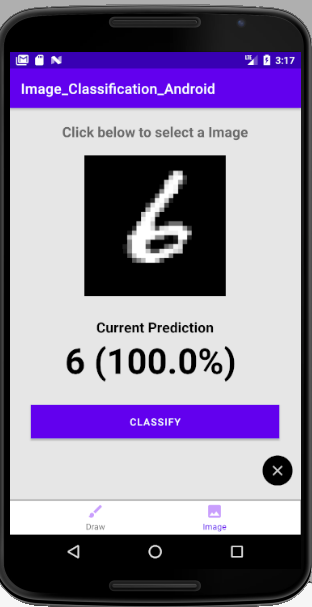 3:17
Image_Classification_Android
Click below to select a Image
6
Current Prediction
6 (100.0%)
CLASSIFY
Draw
Image